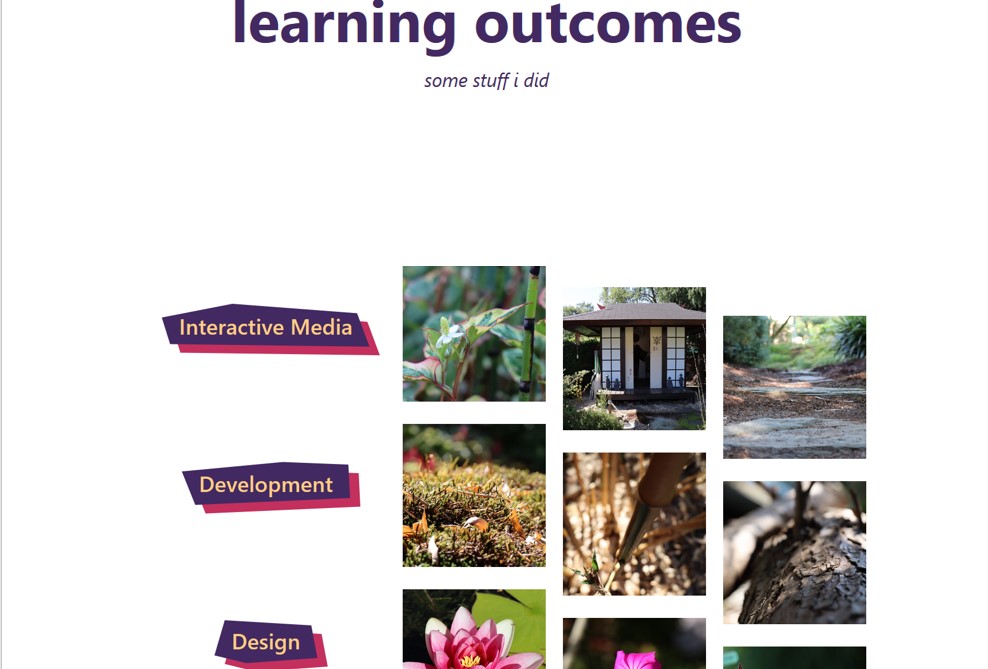 learning outcomes
some stuff i did
Interactive Media
Development
Design